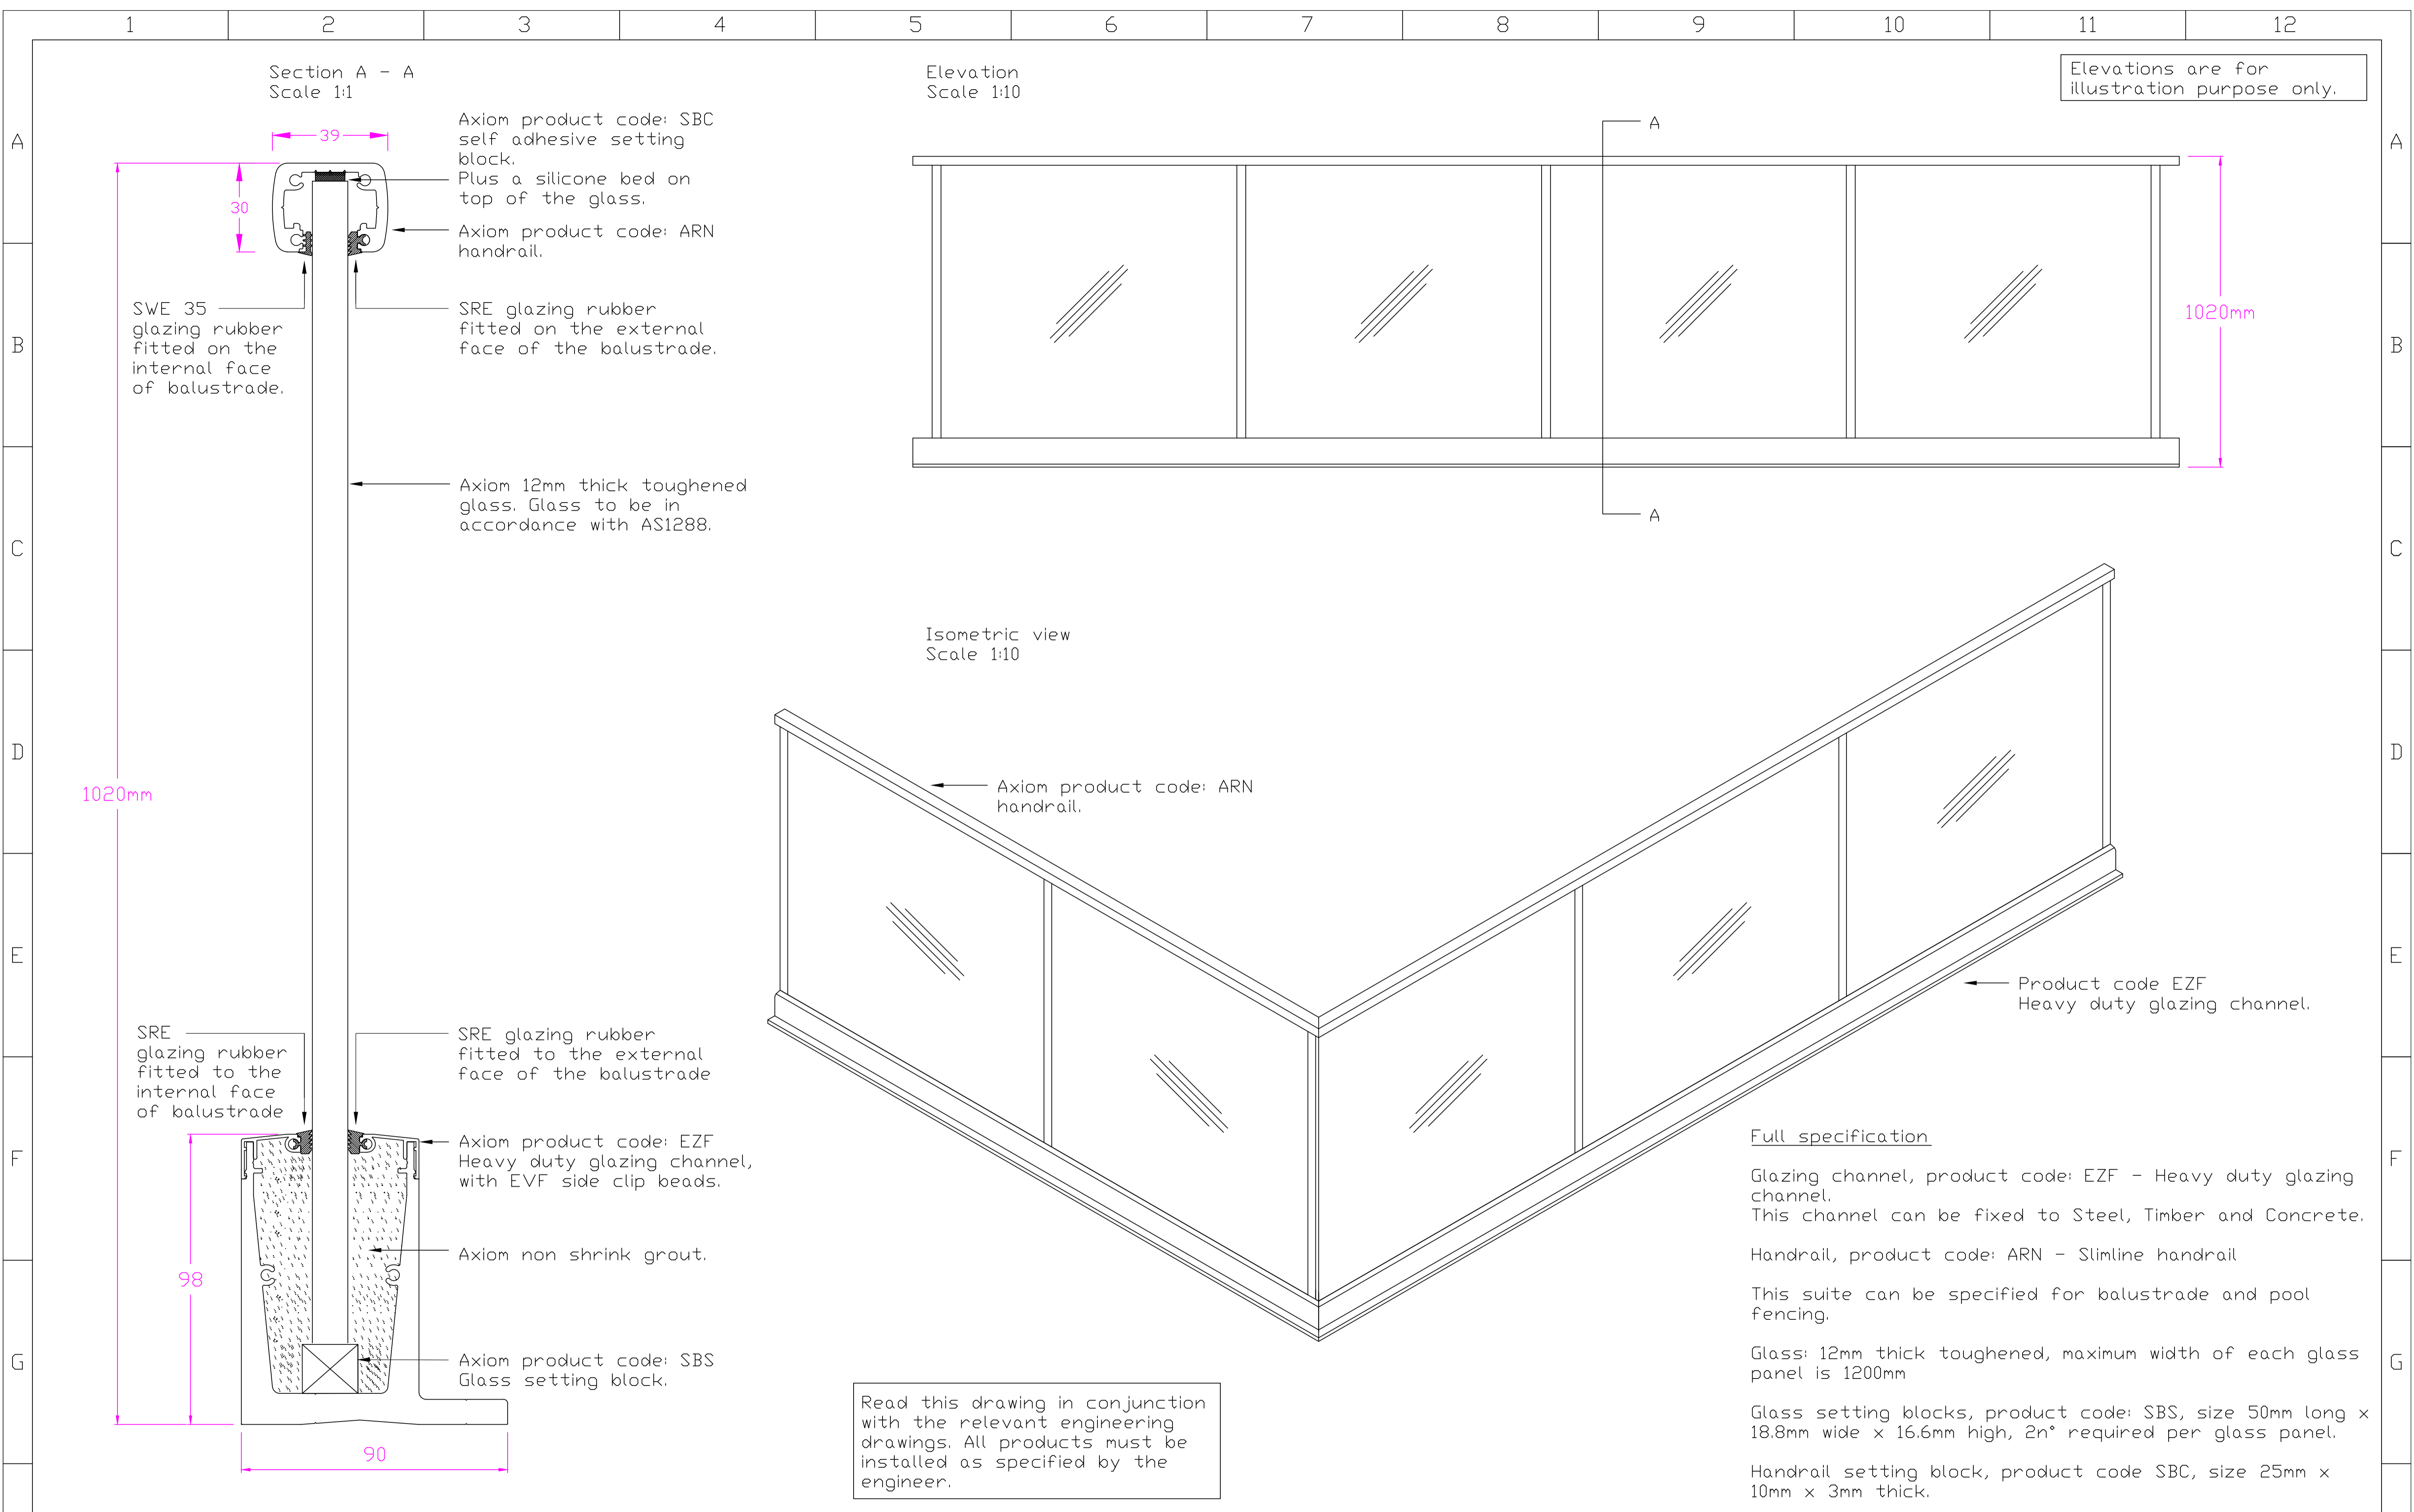 1 2 3 4 5 6 7 8 9 10 11 12
A
B
C
D
E
F
G
Section A - A
Scale 1:1
39
30
1020mm
98
90
Axiom product code: SBC
self adhesive setting
block.
Plus a silicone bed on
top of the glass.
Axiom product code: ARN
handrail.
SWE 35
glazing rubber
fitted on the
internal face
of balustrade.
SRE glazing rubber
fitted on the external
face of the balustrade.
Axiom 12mm thick toughened
glass. Glass to be in
accordance with AS1288.
SRE
glazing rubber
fitted to the
internal face
of balustrade
SRE glazing rubber
fitted to the external
face of the balustrade
Axiom product code: EZF
Heavy duty glazing channel,
with EVF side clip beads.
Axiom non shrink grout.
Axiom product code: SBS
Glass setting block.
Elevation
Scale 1:10
Elevations are for
illustration purpose only.
A
A
1020mm
Isometric view
Scale 1:10
Axiom product code: ARN
handrail.
Product code EZF
Heavy duty glazing channel.
Read this drawing in conjunction
with the relevant engineering
drawings. All products must be
installed as specified by the
engineer.
Full specification
Glazing channel, product code: EZF - Heavy duty glazing
channel.
This channel can be fixed to Steel, Timber and Concrete.
Handrail, product code: ARN - Slimline handrail
This suite can be specified for balustrade and pool
fencing.
Glass: 12mm thick toughened, maximum width of each glass
panel is 1200mm
Glass setting blocks, product code: SBS, size 50mm long x
18.8mm wide x 16.6mm high, 2n° required per glass panel.
Handrail setting block, product code SBC, size 25mm x
10mm x 3mm thick.
A
B
C
D
E
F
G